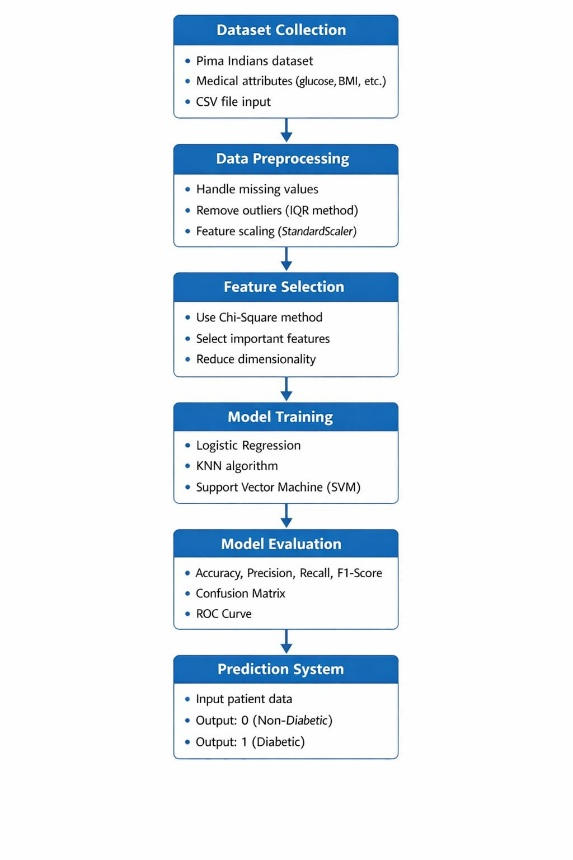 Dataset Collection
• Pima Indians dataset
• Medical attributes (glucose, BMI, etc.)
• CSV file input
Data Preprocessing
• Handle missing values
• Remove outliers (IQR method)
• Feature scaling (StandardScaler)
Feature Selection
• Use Chi-Square method
• Select important features
• Reduce dimensionality
Model Training
• Logistic Regression
• KNN algorithm
• Support Vector Machine (SVM)
Model Evaluation
• Accuracy, Precision, Recall, F1-Score
• Confusion Matrix
• ROC Curve
Prediction System
• Input patient data
• Output: 0 (Non-Diabetic)
• Output: 1 (Diabetic)